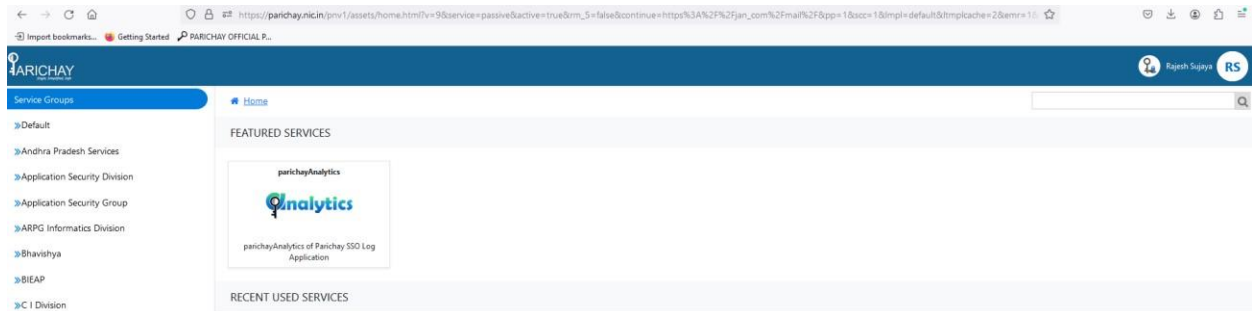 https://parichay.nic.in/pnv1/assets/home.html?v=9&service=passive&active=true&rm_5=false&continue=https%3A%2F%2Fjan_com%2Fmail%2F&pp=1&scc=1&lmpl=default&ltmplcache=2&emr=1
Import bookmarks... Getting Started PARICHAY OFFICIAL P...
PARICHAY
Rajesh Sujaya RS
Service Groups
Home
»Default
»Andhra Pradesh Services
»Application Security Division
»Application Security Group
»ARPG Informatics Division
»Bhavishya
»BIEAP
»C I Division
FEATURED SERVICES
parichayAnalytics
Analytics
parichayAnalytics of Parichay SSO Log
Application
RECENT USED SERVICES